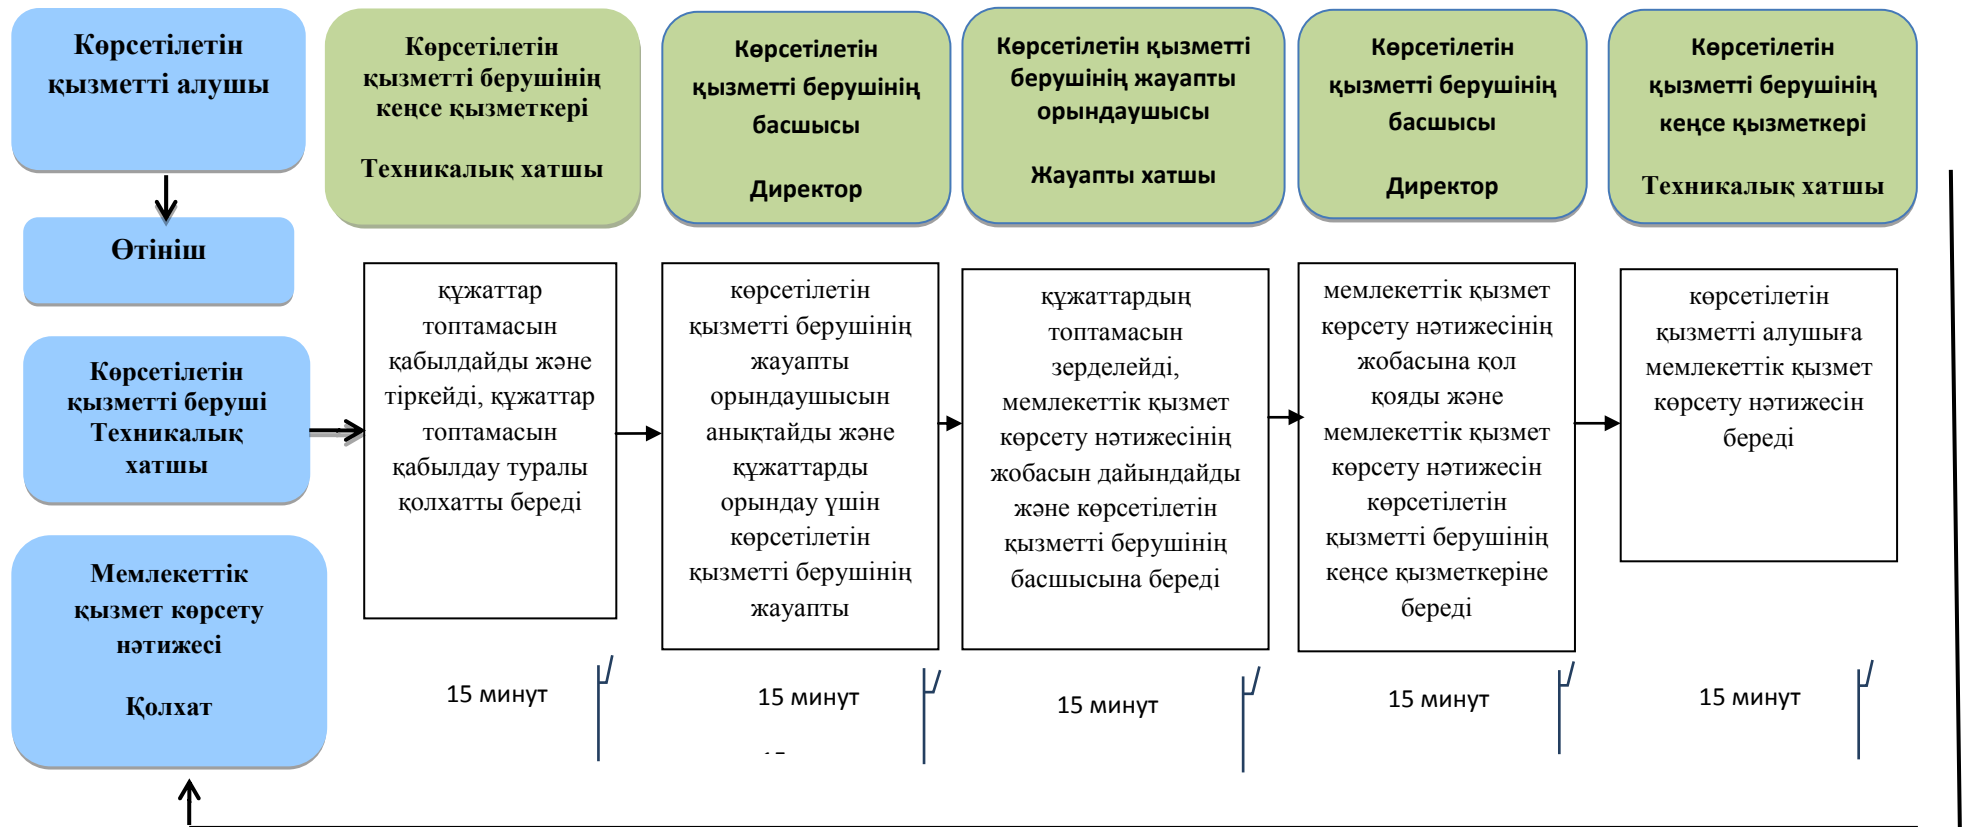 Көрсетілетін
қызметті алушы
Өтініш
Көрсетілетін
қызметті беруші
Техникалық
хатшы
Мемлекеттік
қызмет көрсету
нәтижесі
Қолхат
Көрсетілетін
қызметті берушінің
кеңсе қызметкері
Техникалық хатшы
құжаттар
топтамасын
қабылдайды және
тіркейді, құжаттар
топтамасын
қабылдау туралы
қолхатты береді
15 минут
Көрсетілетін
қызметті берушінің
басшысы
Директор
көрсетілетін
қызметті берушінің
жауапты
орындаушысын
анықтайды және
құжаттарды
орындау үшін
көрсетілетін
қызметті берушінің
жауапты
15 минут
Көрсетілетін қызметті
берушінің жауапты
орындаушысы
Жауапты хатшы
құжаттардың
топтамасын
зерделейді,
мемлекеттік қызмет
көрсету нәтижесінің
жобасын дайындайды
және көрсетілетін
қызметті берушінің
басшысына береді
15 минут
Көрсетілетін
қызметті берушінің
басшысы
Директор
мемлекеттік қызмет
көрсету нәтижесінің
жобасына қол
қояды және
мемлекеттік қызмет
көрсету нәтижесін
көрсетілетін
қызметті берушінің
кеңсе қызметкеріне
береді
15 минут
Көрсетілетін
қызметті берушінің
кеңсе қызметкері
Техникалық хатшы
көрсетілетін
қызметті алушыға
мемлекеттік қызмет
көрсету нәтижесін
береді
15 минут